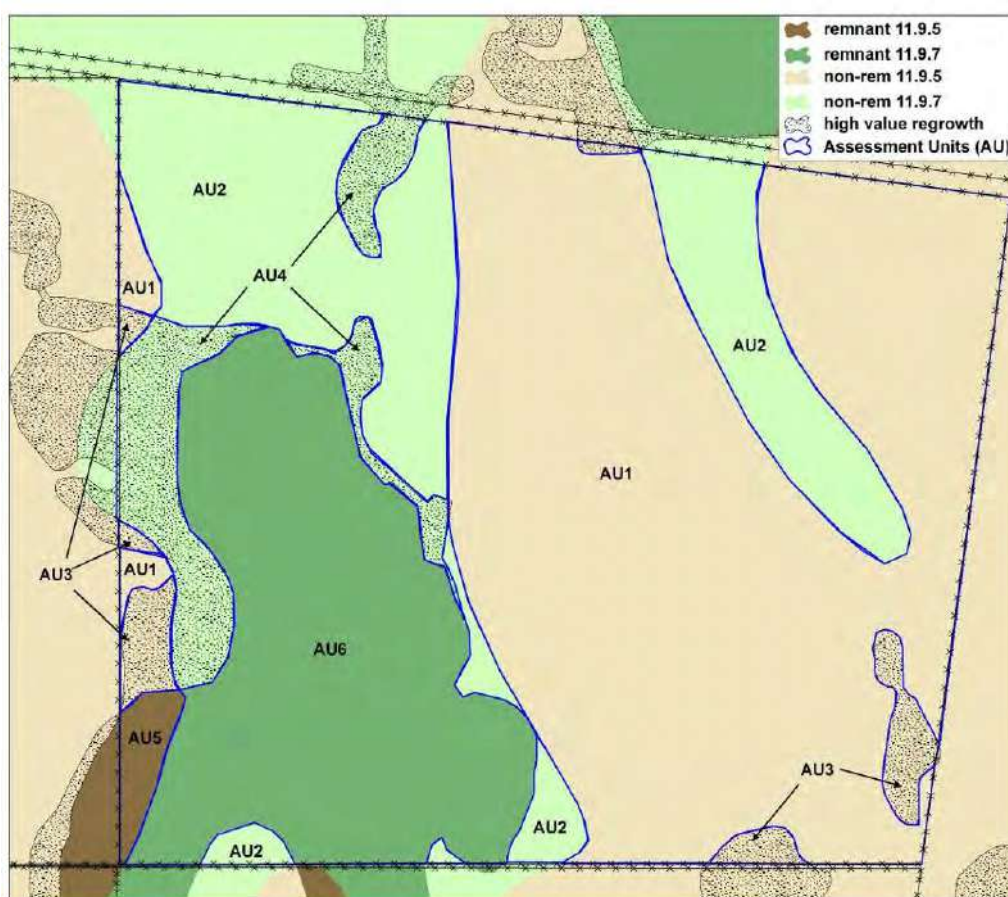 remnant 11.9.5
remnant 11.9.7
non-rem 11.9.5
non-rem 11.9.7
high value regrowth
Assessment Units (AU)
AU2
AU4
AU1
AU2
AU1
AU3
AU1
AU6
AU5
AU3
AU2
AU2